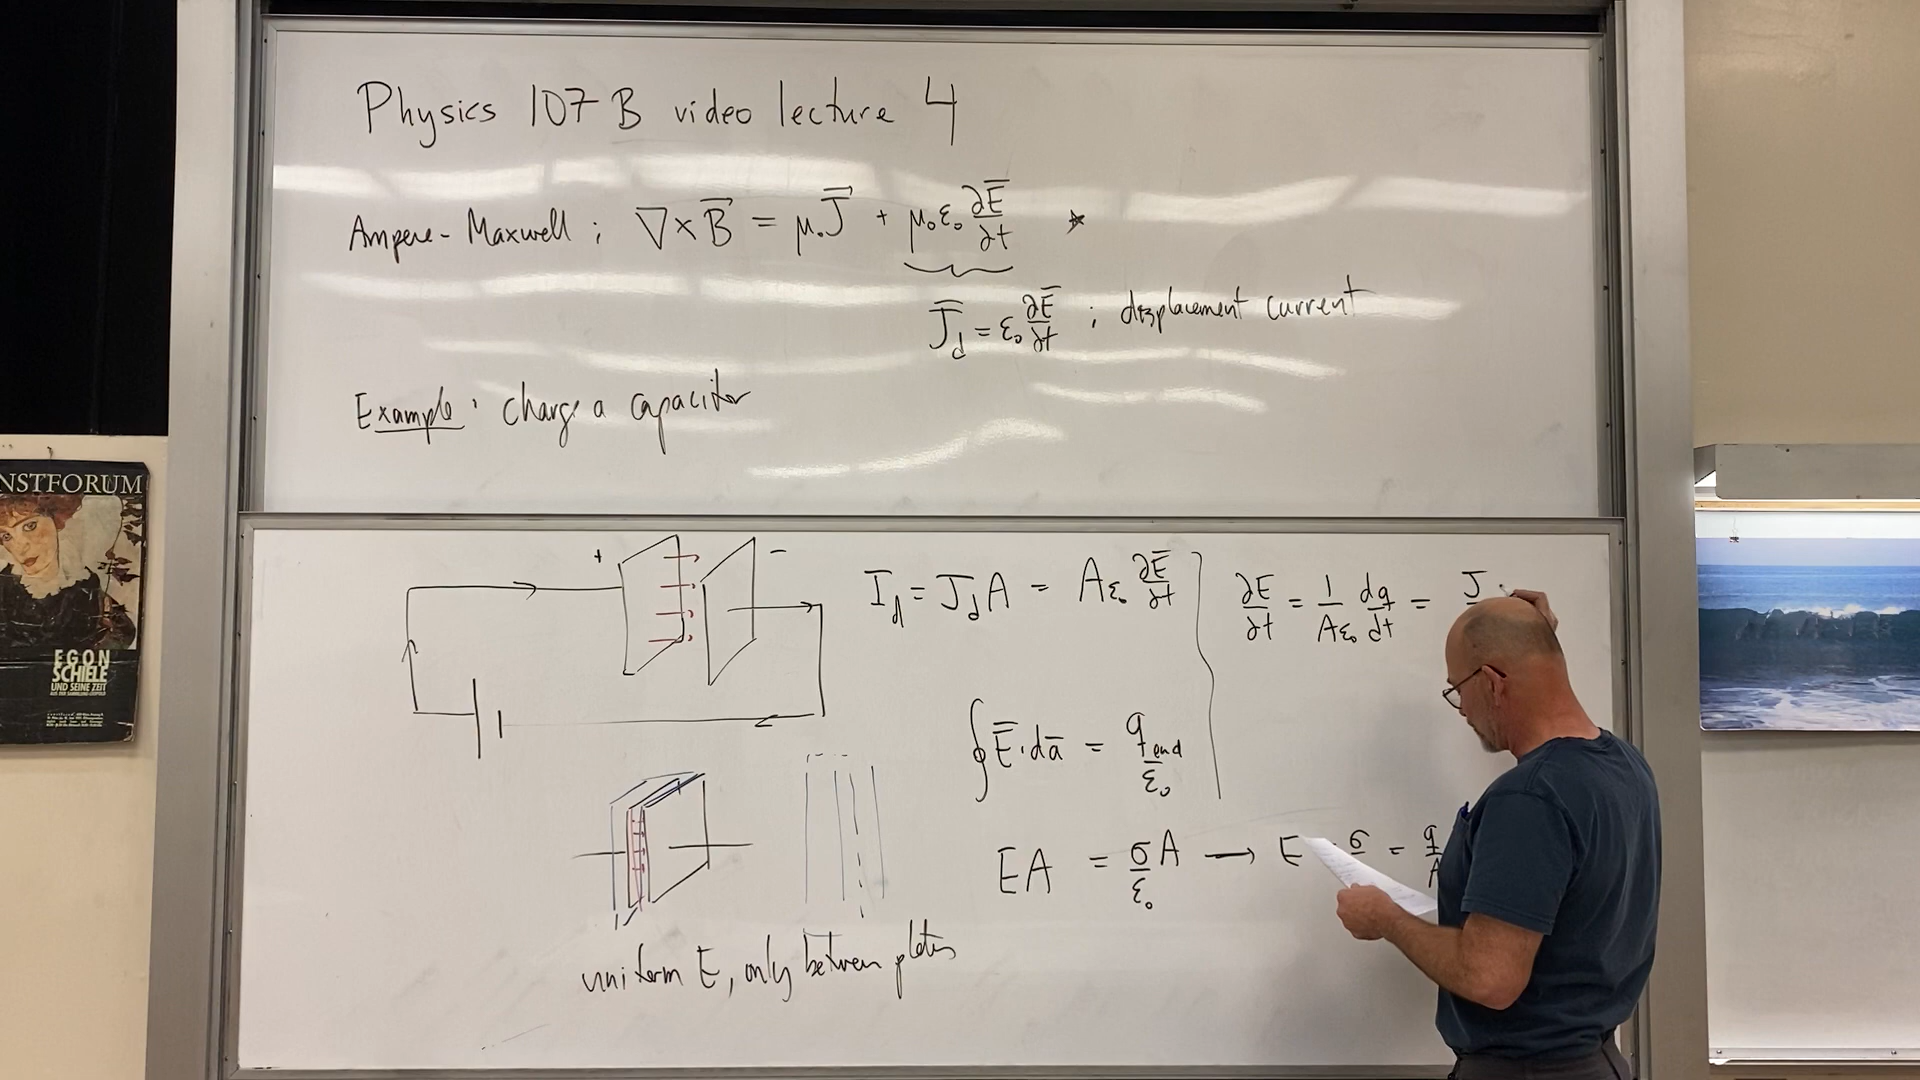 Physics 107 B video lecture 4
Ampere-Maxwell ; ∇×B̄ = μ₀J⃗ + μ₀ε₀ ∂Ē/∂t *
J̄_d = ε₀ ∂Ē/∂t ; displacement current
Example: charge a capacitor
+ −
I_d = J_d A = Aε₀ ∂Ē/∂t
∂E/∂t = 1/(Aε₀) dq/dt = J
∮Ē·dā = q_encl/ε₀
EA = σ/ε₀ A → E σ = q/A
uniform E, only between plates
NSTFORUM
EGON
SCHIELE
UND SEINE ZEIT